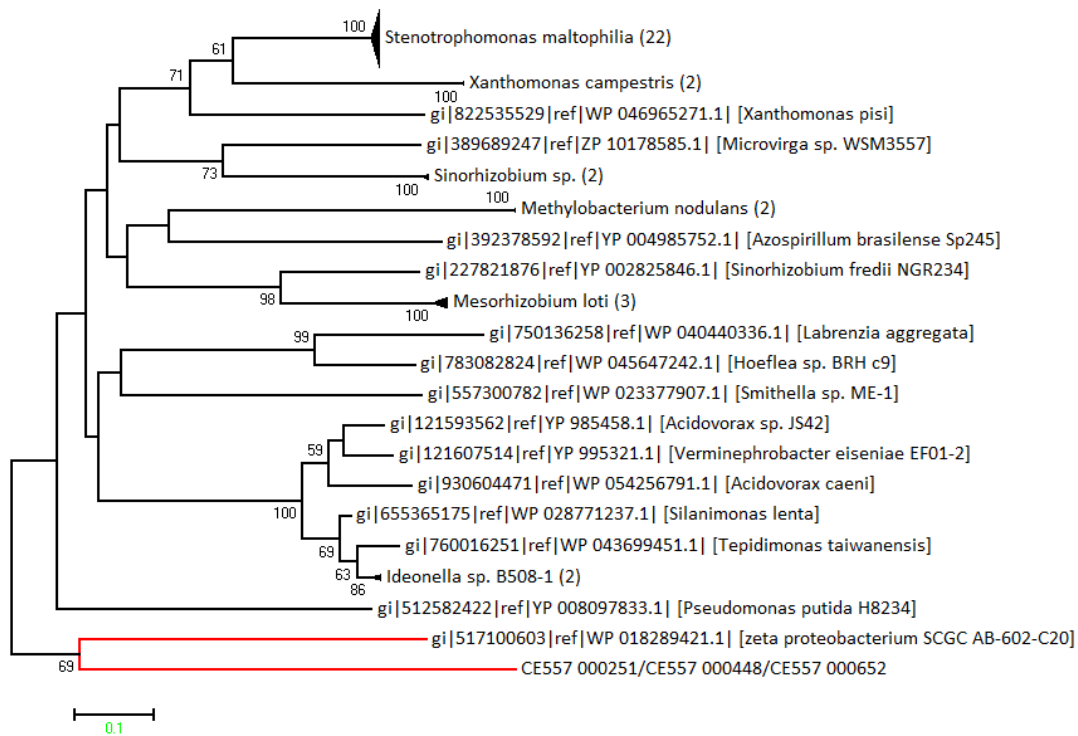 100
Stenotrophomonas maltophilia (22)
61
71
Xanthomonas campestris (2)
100
gi|822535529|ref|WP 046965271.1| [Xanthomonas pisi]
gi|389689247|ref|ZP 10178585.1| [Microvirga sp. WSM3557]
73
Sinorhizobium sp. (2)
100
100
Methylobacterium nodulans (2)
gi|392378592|ref|YP 004985752.1| [Azospirillum brasilense Sp245]
gi|227821876|ref|YP 002825846.1| [Sinorhizobium fredii NGR234]
98
Mesorhizobium loti (3)
100
99
gi|750136258|ref|WP 040440336.1| [Labrenzia aggregata]
gi|783082824|ref|WP 045647242.1| [Hoeflea sp. BRH c9]
gi|557300782|ref|WP 023377907.1| [Smithella sp. ME-1]
gi|121593562|ref|YP 985458.1| [Acidovorax sp. JS42]
59
gi|121607514|ref|YP 995321.1| [Verminephrobacter eiseniae EF01-2]
gi|930604471|ref|WP 054256791.1| [Acidovorax caeni]
100
gi|655365175|ref|WP 028771237.1| [Silanimonas lenta]
69
gi|760016251|ref|WP 043699451.1| [Tepidimonas taiwanensis]
63
Ideonella sp. B508-1 (2)
86
gi|512582422|ref|YP 008097833.1| [Pseudomonas putida H8234]
gi|517100603|ref|WP 018289421.1| [zeta proteobacterium SCGC AB-602-C20]
69
CE557 000251/CE557 000448/CE557 000652
0.1